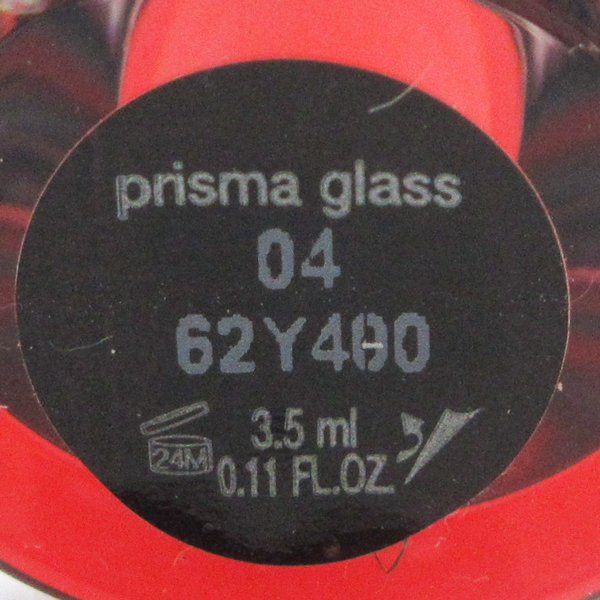 prisma glass
04
62Y400
24M
3.5 ml
0.11 FL.OZ